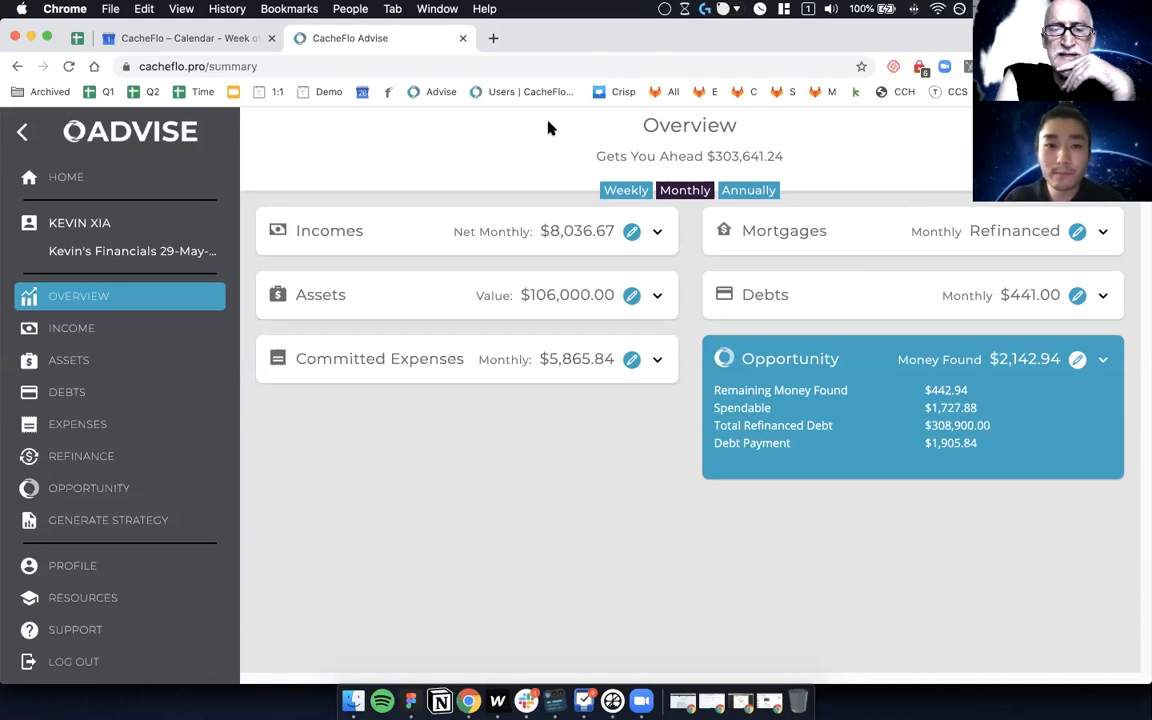 Chrome File Edit View History Bookmarks People Tab Window Help 1 100%
CacheFlo – Calendar - Week o CacheFlo Advise
cacheflo.pro/summary 6
Archived Q1 Q2 Time 1:1 Demo 28 f Advise Users | CacheFlo... Crisp All E C S M k CCH T CCS
ADVISE
HOME
KEVIN XIA
Kevin's Financials 29-May-...
OVERVIEW
INCOME
ASSETS
DEBTS
EXPENSES
REFINANCE
OPPORTUNITY
GENERATE STRATEGY
PROFILE
RESOURCES
SUPPORT
LOG OUT
Overview
Gets You Ahead $303,641.24
Weekly Monthly Annually
Incomes Net Monthly: $8,036.67
Assets Value: $106,000.00
Committed Expenses Monthly: $5,865.84
Mortgages Monthly Refinanced
Debts Monthly $441.00
Opportunity Money Found $2,142.94
Remaining Money Found $442.94
Spendable $1,727.88
Total Refinanced Debt $308,900.00
Debt Payment $1,905.84